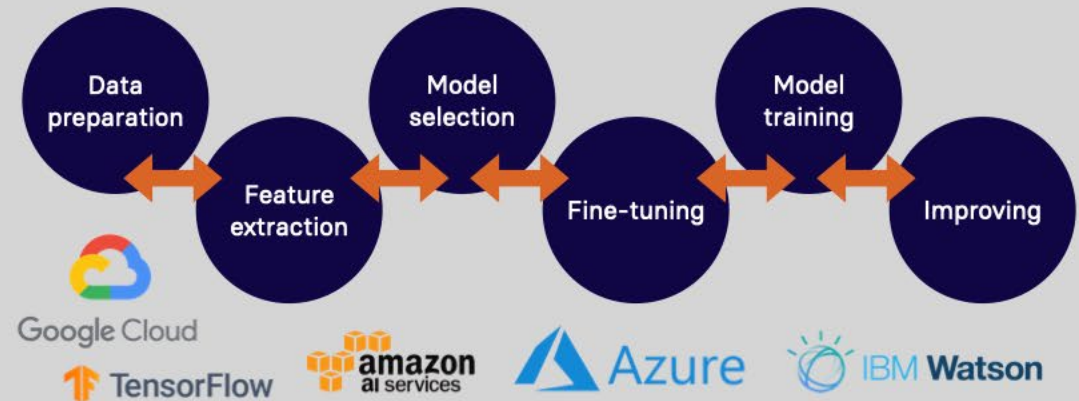 Data
preparation
Feature
extraction
Model
selection
Fine-tuning
Model
training
Improving
Google Cloud
TensorFlow
amazon
ai services
Azure
IBM Watson